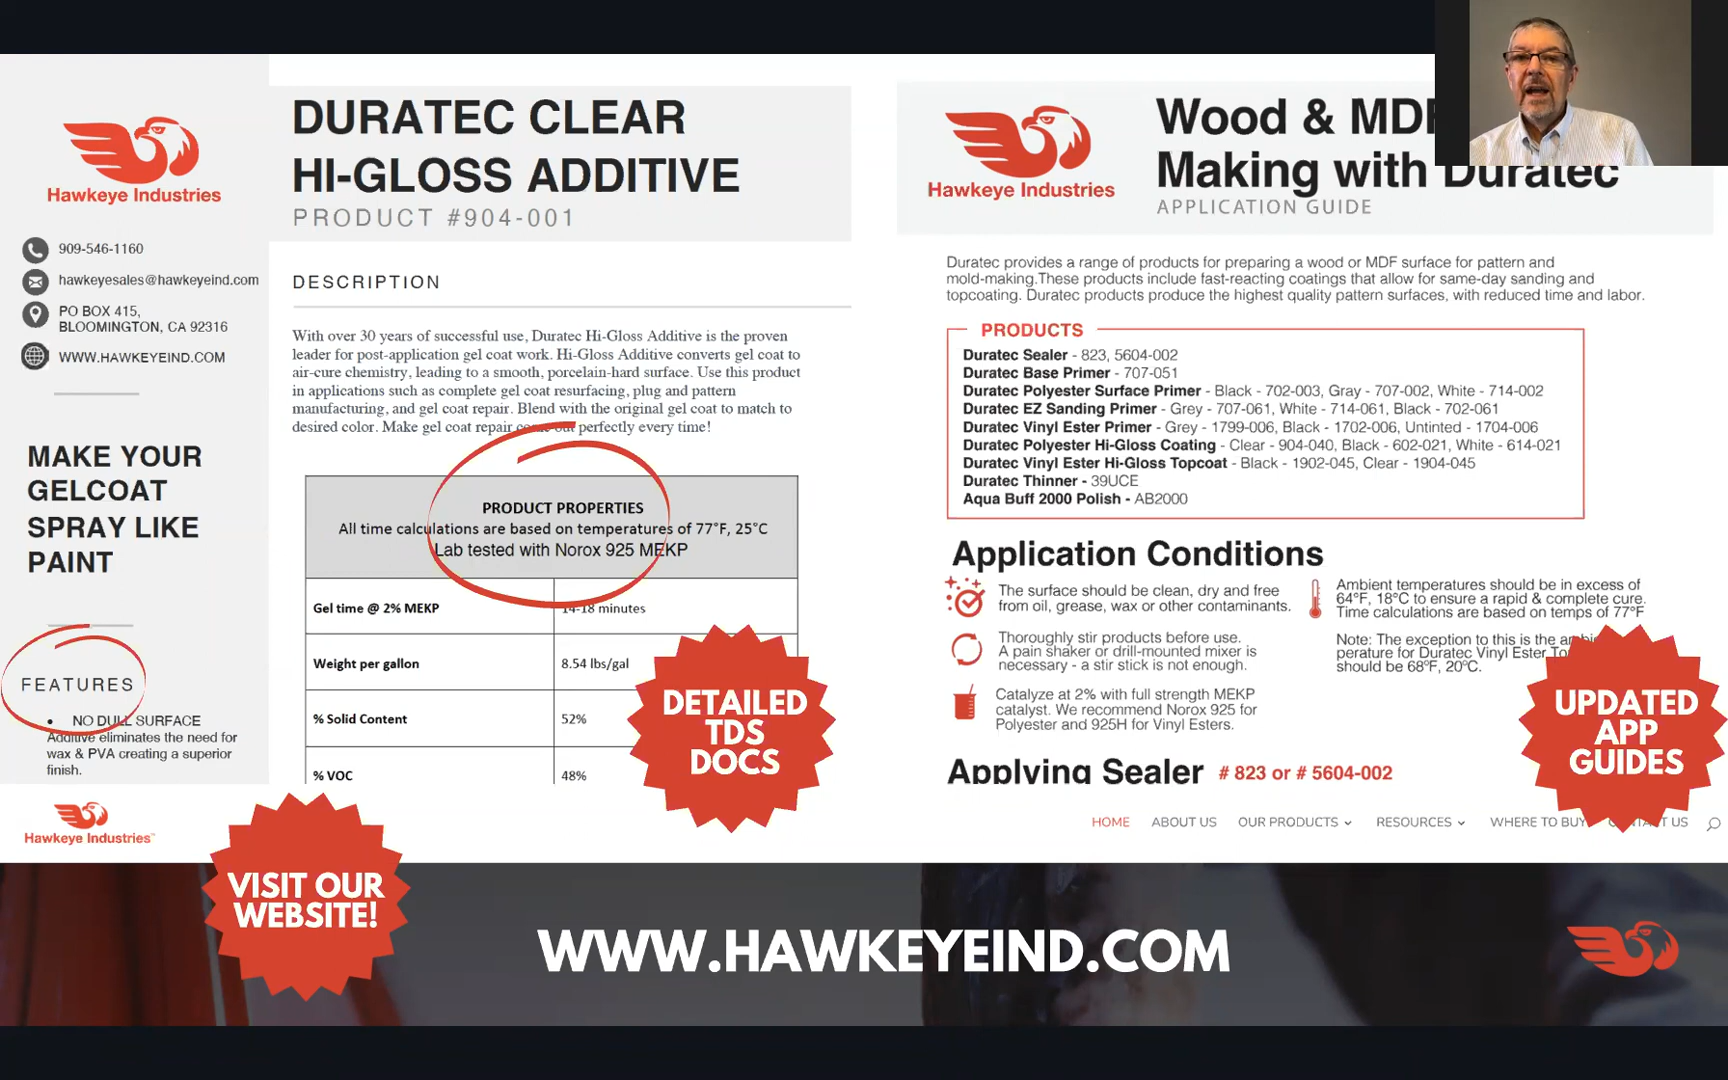 Hawkeye Industries
909-546-1160
hawkeyesales@hawkeyeind.com
PO BOX 415,
BLOOMINGTON, CA 92316
WWW.HAWKEYEIND.COM
MAKE YOUR
GELCOAT
SPRAY LIKE
PAINT
FEATURES
• NO DULL SURFACE
Additive eliminates the need for
wax & PVA creating a superior
finish.
DURATEC CLEAR
HI-GLOSS ADDITIVE
PRODUCT #904-001
DESCRIPTION
With over 30 years of successful use, Duratec Hi-Gloss Additive is the proven
leader for post-application gel coat work. Hi-Gloss Additive converts gel coat to
air-cure chemistry, leading to a smooth, porcelain-hard surface. Use this product
in applications such as complete gel coat resurfacing, plug and pattern
manufacturing, and gel coat repair. Blend with the original gel coat to match to
desired color. Make gel coat repair come out perfectly every time!
PRODUCT PROPERTIES
All time calculations are based on temperatures of 77°F, 25°C
Lab tested with Norox 925 MEKP
Gel time @ 2% MEKP 14-18 minutes
Weight per gallon 8.54 lbs/gal
% Solid Content 52%
% VOC 48%
DETAILED
TDS
DOCS
Hawkeye Industries
Wood & MDF
Making with Duratec
APPLICATION GUIDE
Duratec provides a range of products for preparing a wood or MDF surface for pattern and
mold-making.These products include fast-reacting coatings that allow for same-day sanding and
topcoating. Duratec products produce the highest quality pattern surfaces, with reduced time and labor.
PRODUCTS
Duratec Sealer - 823, 5604-002
Duratec Base Primer - 707-051
Duratec Polyester Surface Primer - Black - 702-003, Gray - 707-002, White - 714-002
Duratec EZ Sanding Primer - Grey - 707-061, White - 714-061, Black - 702-061
Duratec Vinyl Ester Primer - Grey - 1799-006, Black - 1702-006, Untinted - 1704-006
Duratec Polyester Hi-Gloss Coating - Clear - 904-040, Black - 602-021, White - 614-021
Duratec Vinyl Ester Hi-Gloss Topcoat - Black - 1902-045, Clear - 1904-045
Duratec Thinner - 39UCE
Aqua Buff 2000 Polish - AB2000
Application Conditions
The surface should be clean, dry and free
from oil, grease, wax or other contaminants.
Thoroughly stir products before use.
A pain shaker or drill-mounted mixer is
necessary - a stir stick is not enough.
Catalyze at 2% with full strength MEKP
catalyst. We recommend Norox 925 for
Polyester and 925H for Vinyl Esters.
Ambient temperatures should be in excess of
64°F, 18°C to ensure a rapid & complete cure.
Time calculations are based on temps of 77°F
Note: The exception to this is the
perature for Duratec Vinyl Ester
should be 68°F, 20°C.
UPDATED
APP
GUIDES
Applying Sealer # 823 or # 5604-002
Hawkeye Industries™
HOME ABOUT US OUR PRODUCTS RESOURCES WHERE TO BUY US
VISIT OUR
WEBSITE!
WWW.HAWKEYEIND.COM